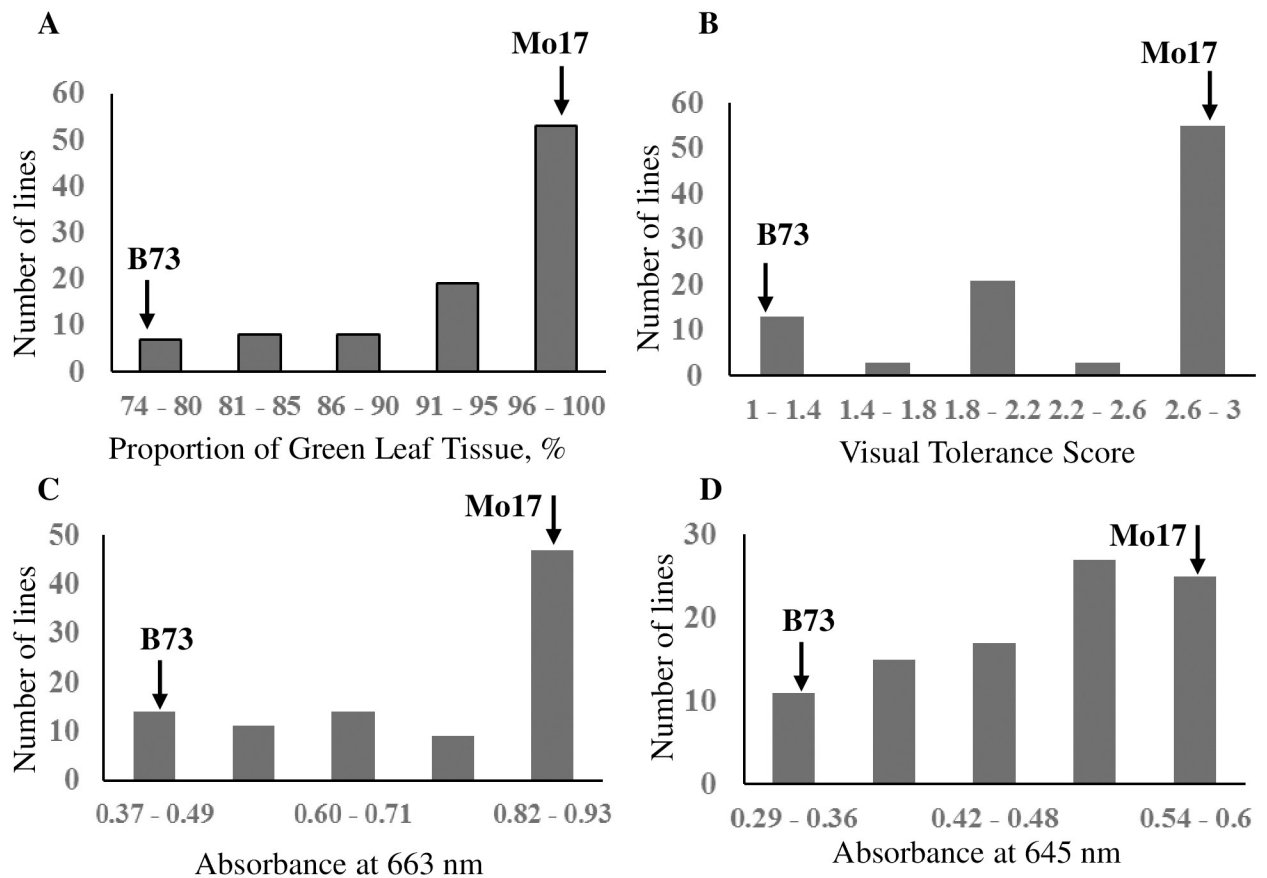 A
Mo17
B73
Number of lines
60
50
40
30
20
10
0
74 - 80 81 - 85 86 - 90 91 - 95 96 - 100
Proportion of Green Leaf Tissue, %
B
Mo17
B73
Number of lines
60
50
40
30
20
10
0
1 - 1.4 1.4 - 1.8 1.8 - 2.2 2.2 - 2.6 2.6 - 3
Visual Tolerance Score
C
Mo17
B73
Number of lines
50
40
30
20
10
0
0.37 - 0.49 0.60 - 0.71 0.82 - 0.93
Absorbance at 663 nm
D
Mo17
B73
Number of lines
30
20
10
0
0.29 - 0.36 0.42 - 0.48 0.54 - 0.6
Absorbance at 645 nm